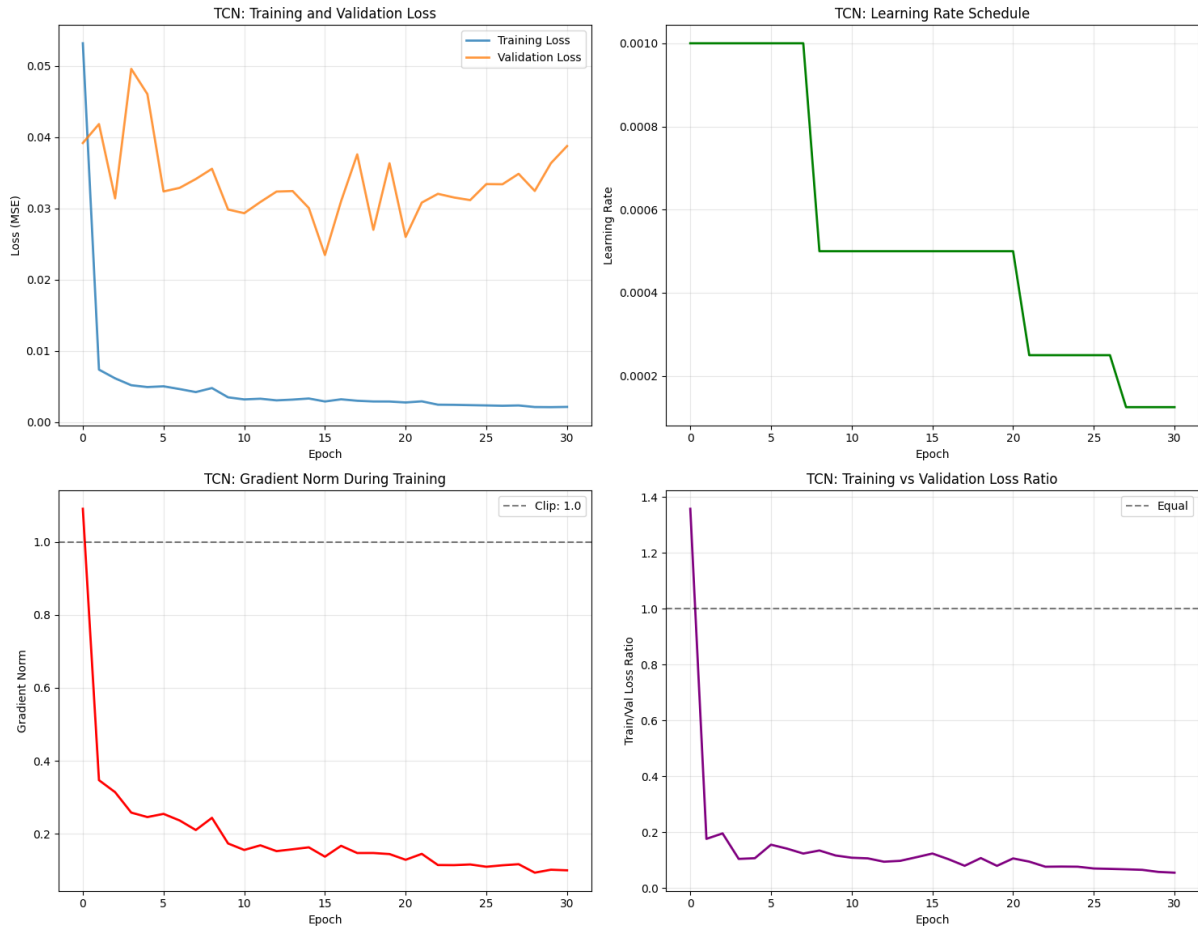 TCN: Training and Validation Loss
Training Loss
Validation Loss
Loss (MSE)
0.05
0.04
0.03
0.02
0.01
0.00
0 5 10 15 20 25 30
Epoch
TCN: Learning Rate Schedule
Learning Rate
0.0010
0.0008
0.0006
0.0004
0.0002
0 5 10 15 20 25 30
Epoch
TCN: Gradient Norm During Training
Clip: 1.0
Gradient Norm
1.0
0.8
0.6
0.4
0.2
0 5 10 15 20 25 30
Epoch
TCN: Training vs Validation Loss Ratio
Equal
Train/Val Loss Ratio
1.4
1.2
1.0
0.8
0.6
0.4
0.2
0.0
0 5 10 15 20 25 30
Epoch